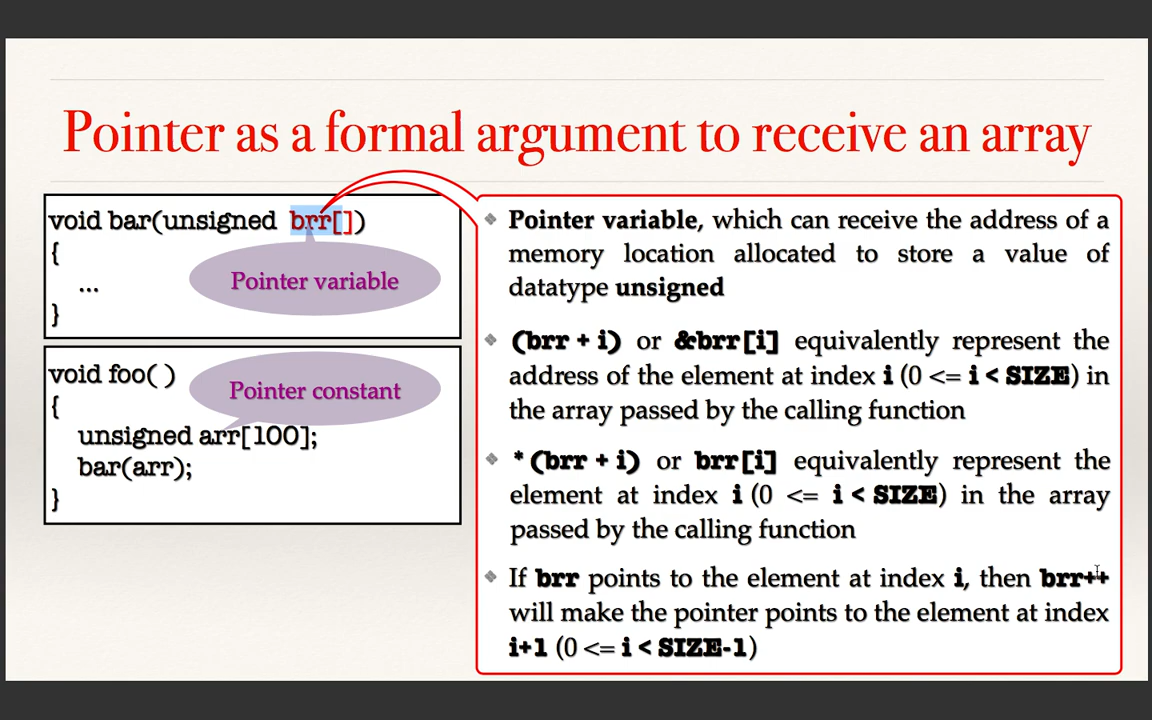 Pointer as a formal argument to receive an array
void bar(unsigned brr[])
{
Pointer variable
...
}
void foo( )
Pointer constant
{
unsigned arr[100];
bar(arr);
}
Pointer variable, which can receive the address of a
memory location allocated to store a value of
datatype unsigned
(brr + i) or &brr[i] equivalently represent the
address of the element at index i (0 <= i < SIZE) in
the array passed by the calling function
*(brr + i) or brr[i] equivalently represent the
element at index i (0 <= i < SIZE) in the array
passed by the calling function
If brr points to the element at index i, then brr++
will make the pointer points to the element at index
i+1 (0 <= i < SIZE-1)